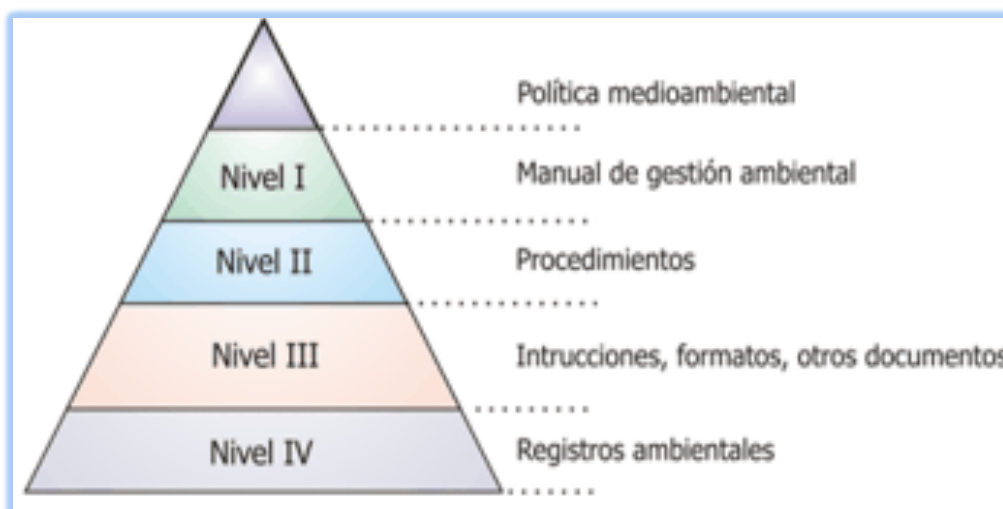 Política medioambiental
Nivel I
Manual de gestión ambiental
Nivel II
Procedimientos
Nivel III
Intrucciones, formatos, otros documentos
Nivel IV
Registros ambientales